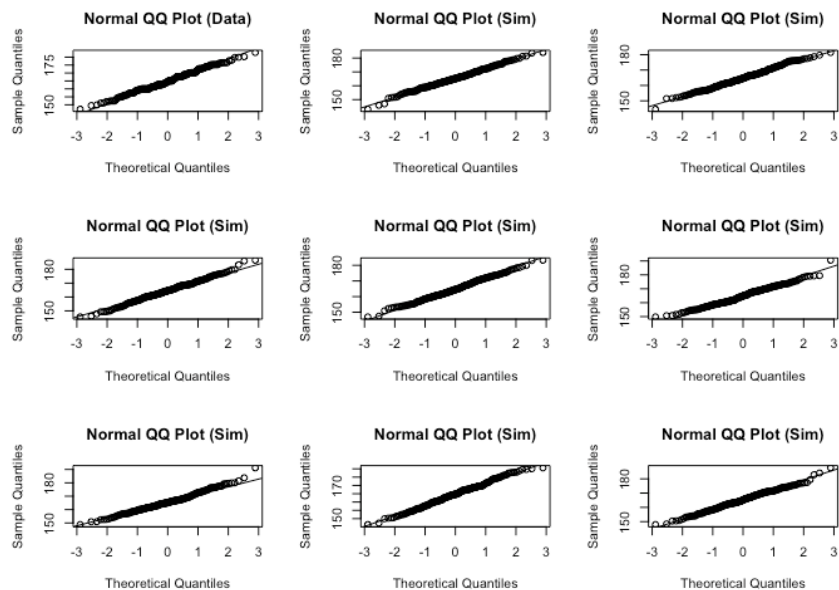 Normal QQ Plot (Data)
Sample Quantiles
150 175
-3 -2 -1 0 1 2 3
Theoretical Quantiles
Normal QQ Plot (Sim)
Sample Quantiles
150 180
-3 -2 -1 0 1 2 3
Theoretical Quantiles
Normal QQ Plot (Sim)
Sample Quantiles
150 180
-3 -2 -1 0 1 2 3
Theoretical Quantiles
Normal QQ Plot (Sim)
Sample Quantiles
150 180
-3 -2 -1 0 1 2 3
Theoretical Quantiles
Normal QQ Plot (Sim)
Sample Quantiles
150 180
-3 -2 -1 0 1 2 3
Theoretical Quantiles
Normal QQ Plot (Sim)
Sample Quantiles
150 180
-3 -2 -1 0 1 2 3
Theoretical Quantiles
Normal QQ Plot (Sim)
Sample Quantiles
150 180
-3 -2 -1 0 1 2 3
Theoretical Quantiles
Normal QQ Plot (Sim)
Sample Quantiles
150 170
-3 -2 -1 0 1 2 3
Theoretical Quantiles
Normal QQ Plot (Sim)
Sample Quantiles
150 180
-3 -2 -1 0 1 2 3
Theoretical Quantiles